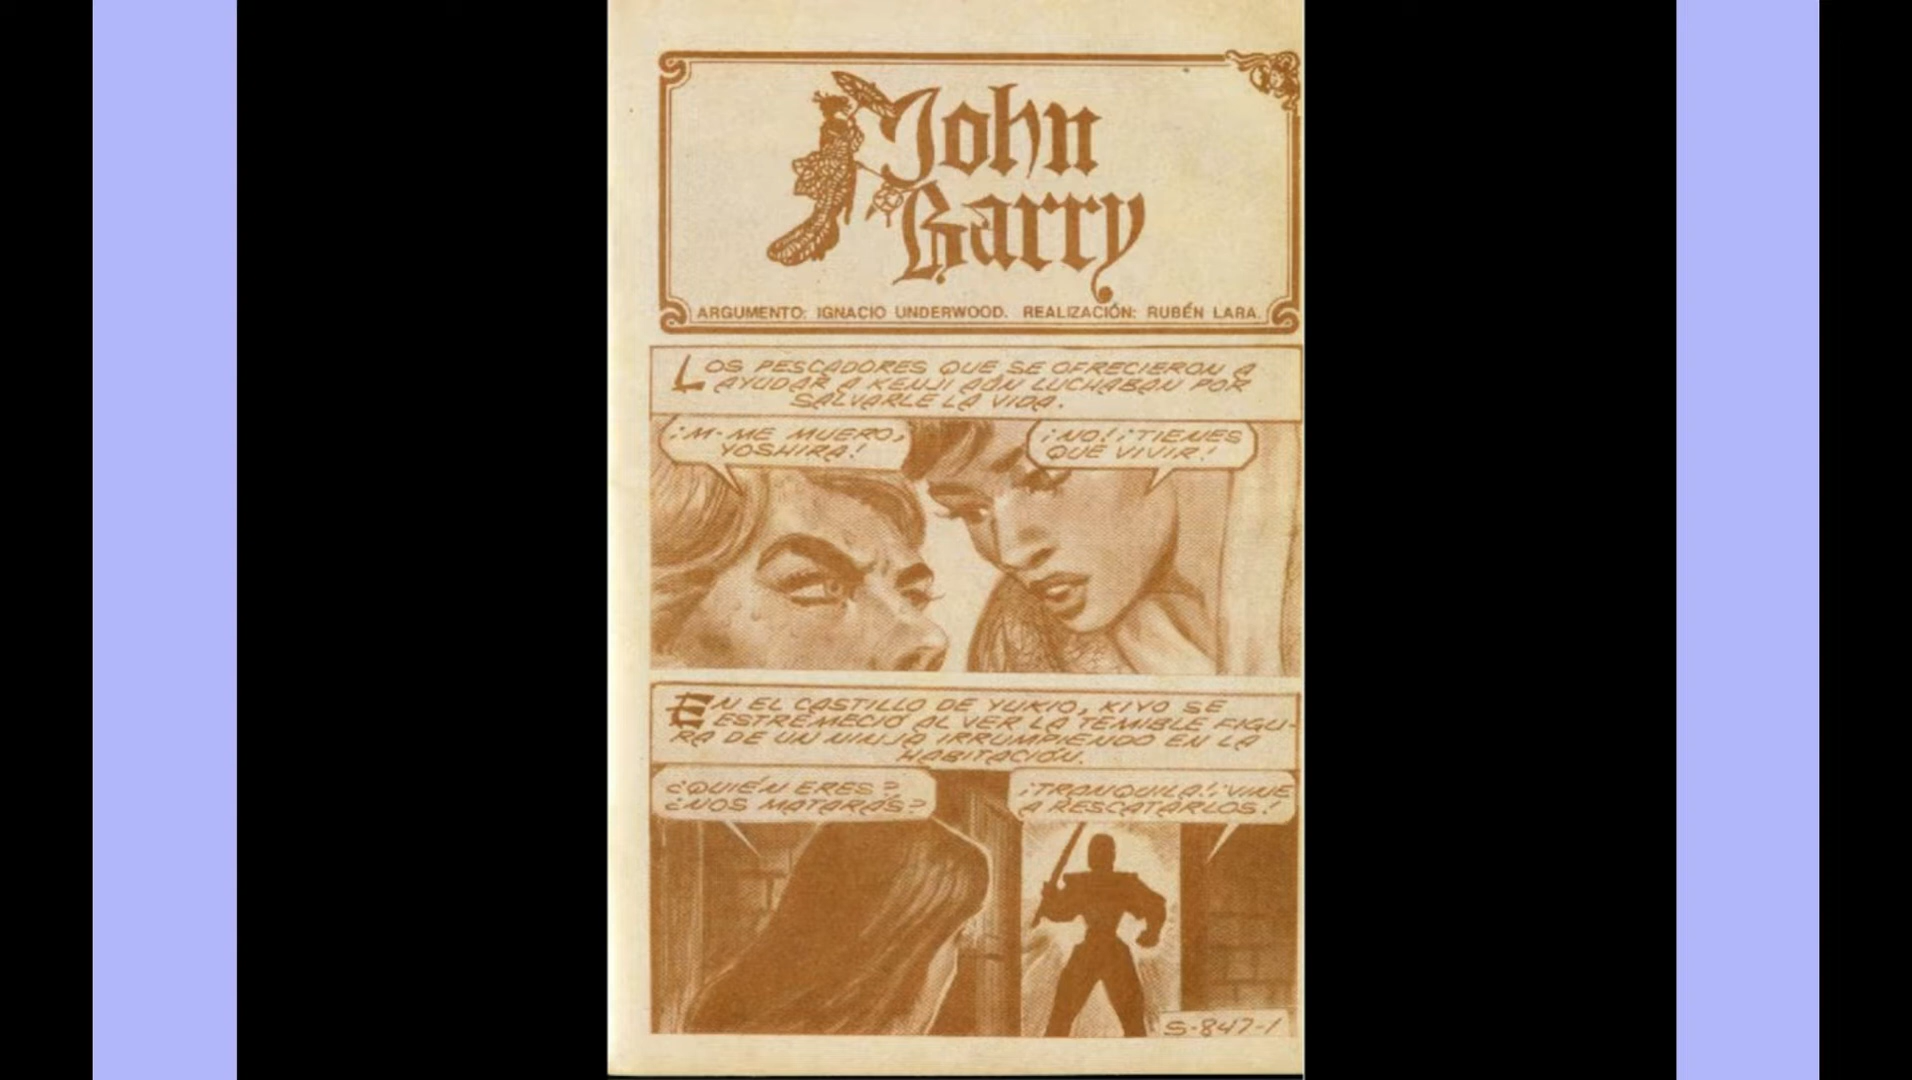 John
Barry
ARGUMENTO: IGNACIO UNDERWOOD. REALIZACIÓN: RUBÉN LARA.
LOS PESCADORES QUE SE OFRECIERON A
AYUDAR A KENJI AÚN LUCHABAN POR
SALVARLE LA VIDA.
¡M-ME MUERO,
YOSHIRA!
¡NO! ¡TIENES
QUÉ VIVIR!
EN EL CASTILLO DE YUKIO, KIYO SE
ESTREMECIÓ AL VER LA TEMIBLE FIGU-
RA DE UN NINJA IRRUMPIENDO EN LA
HABITACIÓN.
¿QUIÉN ERES?
¿NOS MATARÁS?
¡TRANQUILA! ¡VINE
A RESCATARLOS!
S-847-1